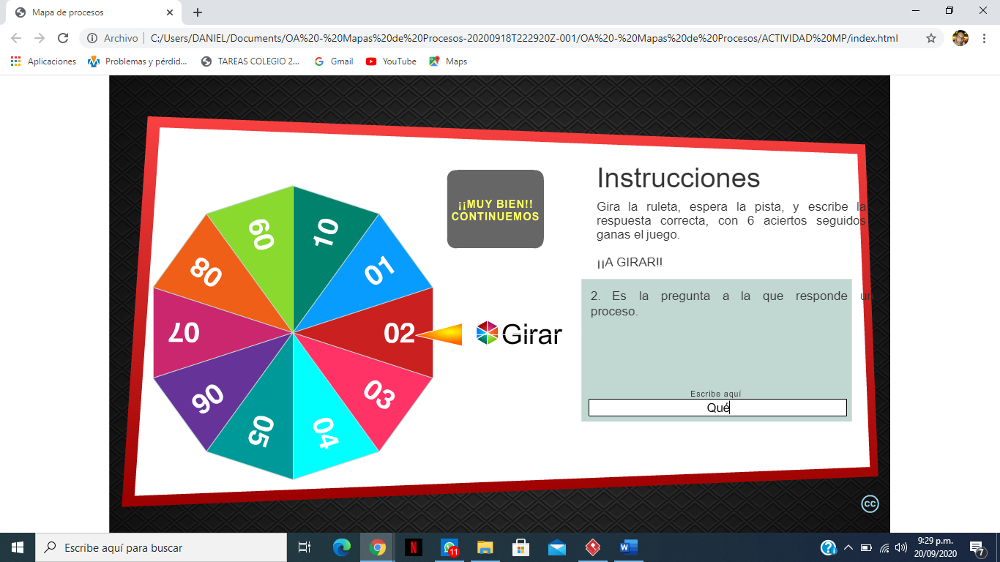 Mapa de procesos
Archivo
C:/Users/DANIEL/Documents/OA%20-%20Mapas%20de%20Procesos-20200918T222920Z-001/OA%20-%20Mapas%20de%20Procesos/ACTIVIDAD%20MP/index.html
Aplicaciones
Problemas y pérdid...
TAREAS COLEGIO 2...
Gmail
YouTube
Maps
¡¡MUY BIEN!!
CONTINUEMOS
Instrucciones
Gira la ruleta, espera la pista, y escribe la
respuesta correcta, con 6 aciertos seguidos
ganas el juego.
¡¡A GIRAR!!
10
01
02
03
04
05
06
07
08
09
Girar
2. Es la pregunta a la que responde un
proceso.
Escribe aquí
Qué
cc
Escribe aquí para buscar
11
9:29 p.m.
20/09/2020
7